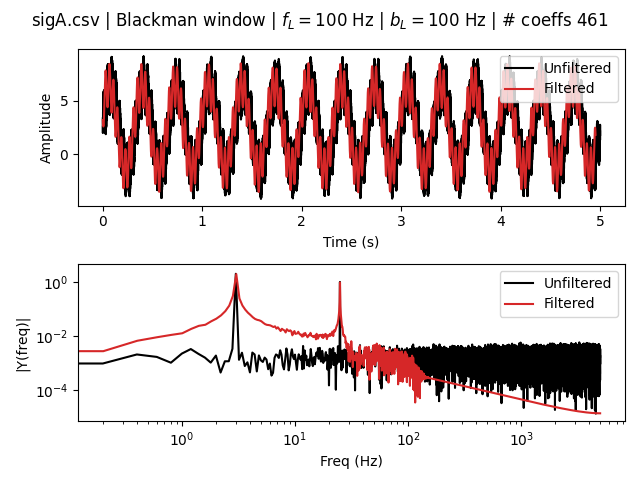 sigA.csv | Blackman window | f_L = 100 Hz | b_L = 100 Hz | # coeffs 461
Amplitude
5
0
Unfiltered
Filtered
0 1 2 3 4 5
Time (s)
|Y(freq)|
10^0
10^−2
10^−4
Unfiltered
Filtered
10^0 10^1 10^2 10^3
Freq (Hz)